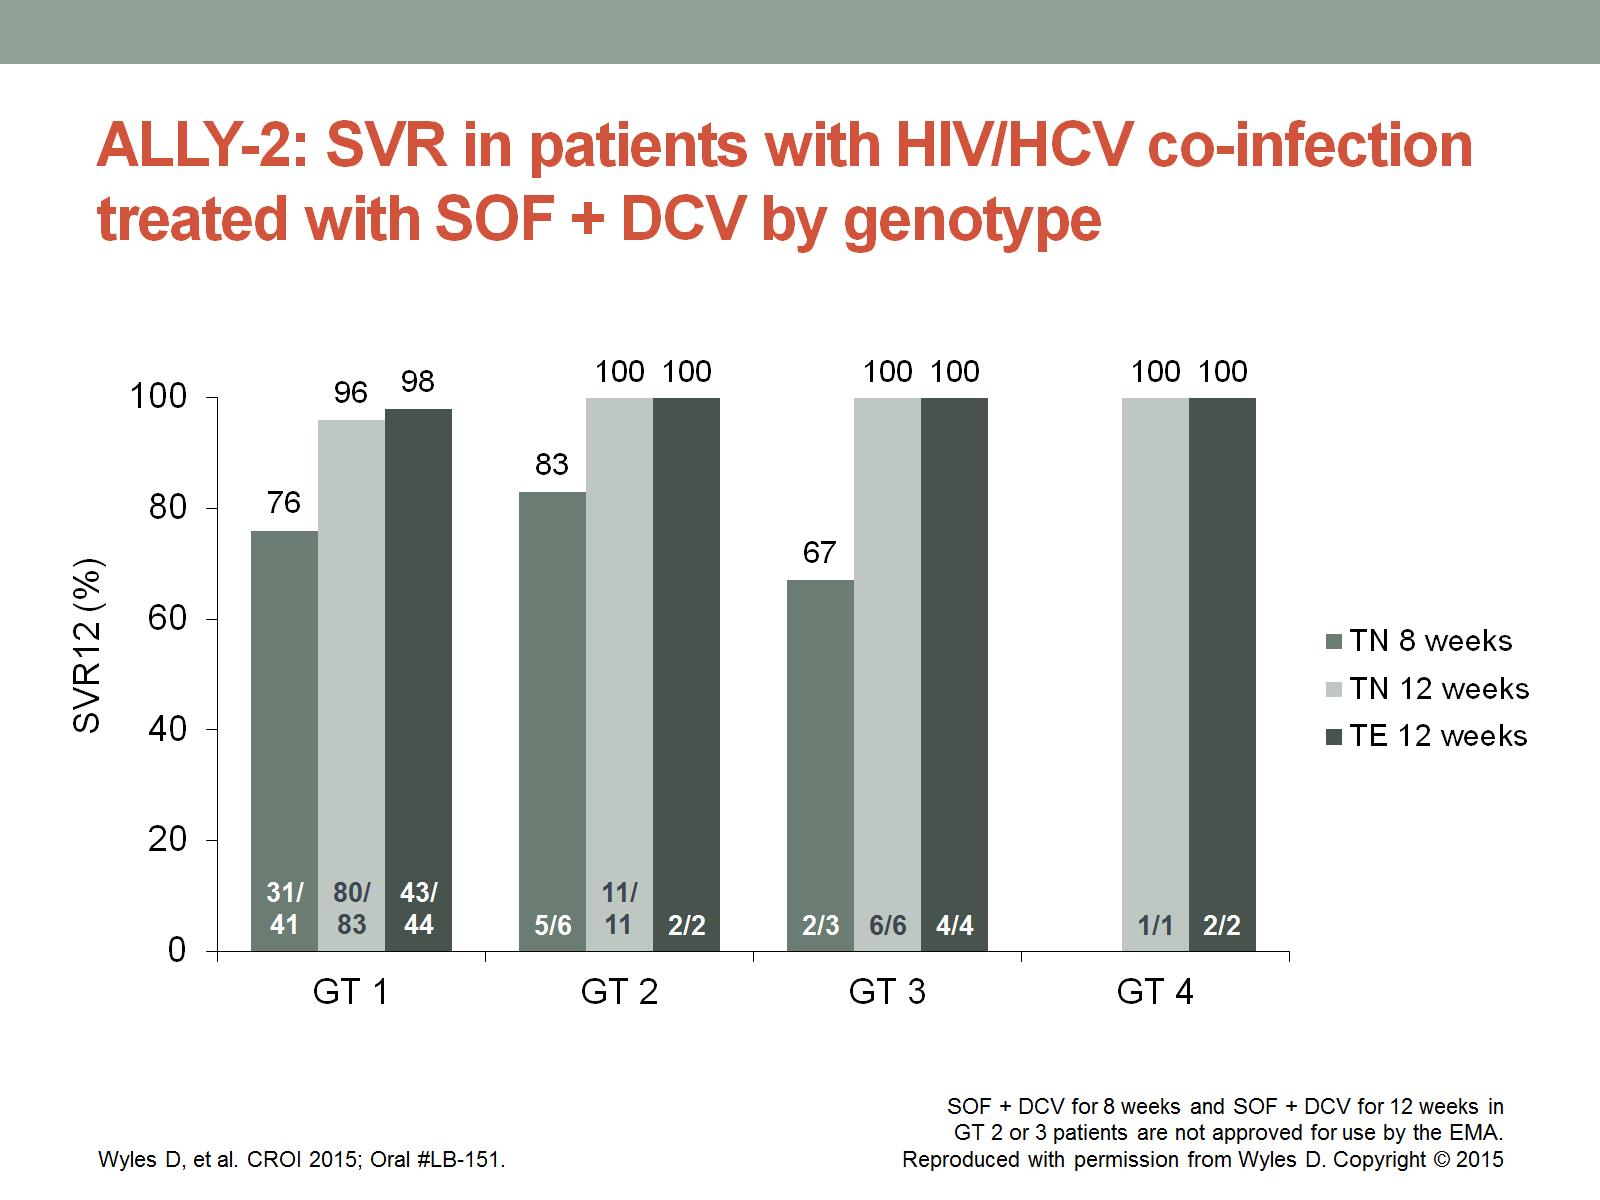 ALLY-2: SVR in patients with HIV/HCV co-infection
treated with SOF + DCV by genotype
SVR12 (%)
100
80
60
40
20
0
76
96
98
83
100
100
67
100
100
100
100
31/
41
80/
83
43/
44
5/6
11/
11
2/2
2/3
6/6
4/4
1/1
2/2
GT 1
GT 2
GT 3
GT 4
TN 8 weeks
TN 12 weeks
TE 12 weeks
SOF + DCV for 8 weeks and SOF + DCV for 12 weeks in
GT 2 or 3 patients are not approved for use by the EMA.
Wyles D, et al. CROI 2015; Oral #LB-151.
Reproduced with permission from Wyles D. Copyright © 2015